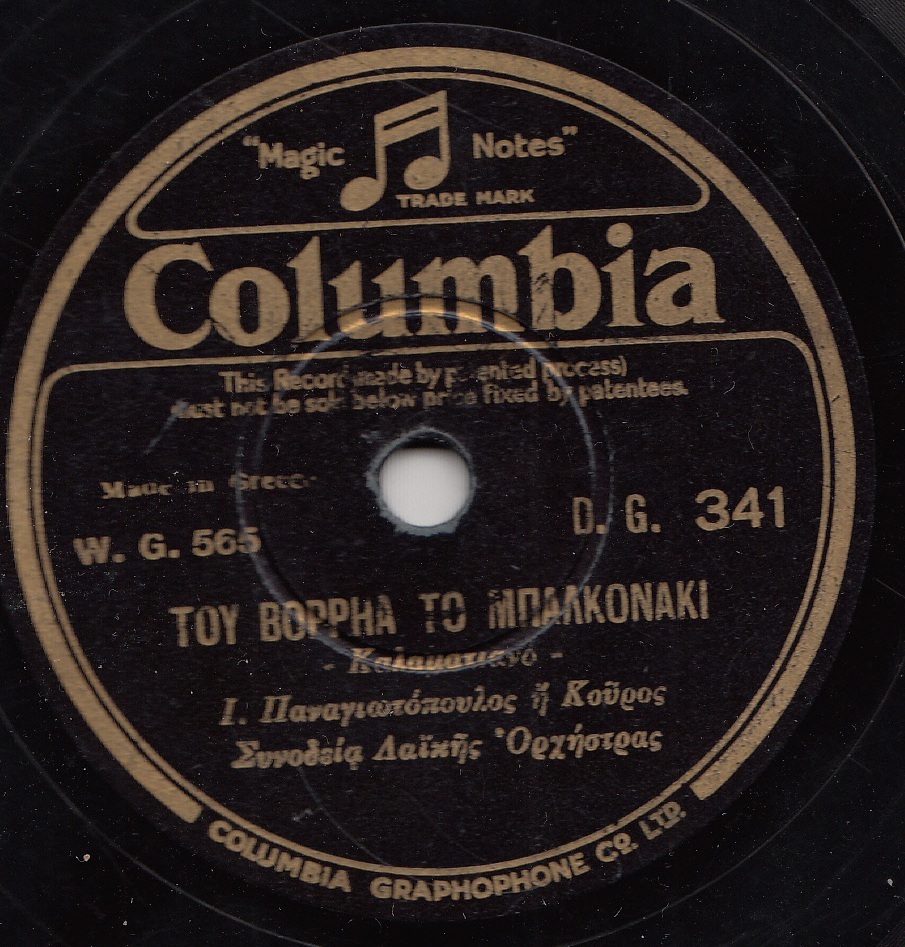 "Magic Notes"
TRADE MARK
Columbia
This Record made by patented process)
must not be sold below price fixed by patentees.
Made in Greece
D. G. 341
W. G. 565
ΤΟΥ ΒΟΡΡΗΑ ΤΟ ΜΠΑΛΚΟΝΑΚΙ
- Καλαματιανο -
Ι. Παναγιωτόπουλος ἤ Κοῦρος
Συνοδείᾳ Λαϊκῆς Ὀρχήστρας
COLUMBIA GRAPHOPHONE CO. LTD.